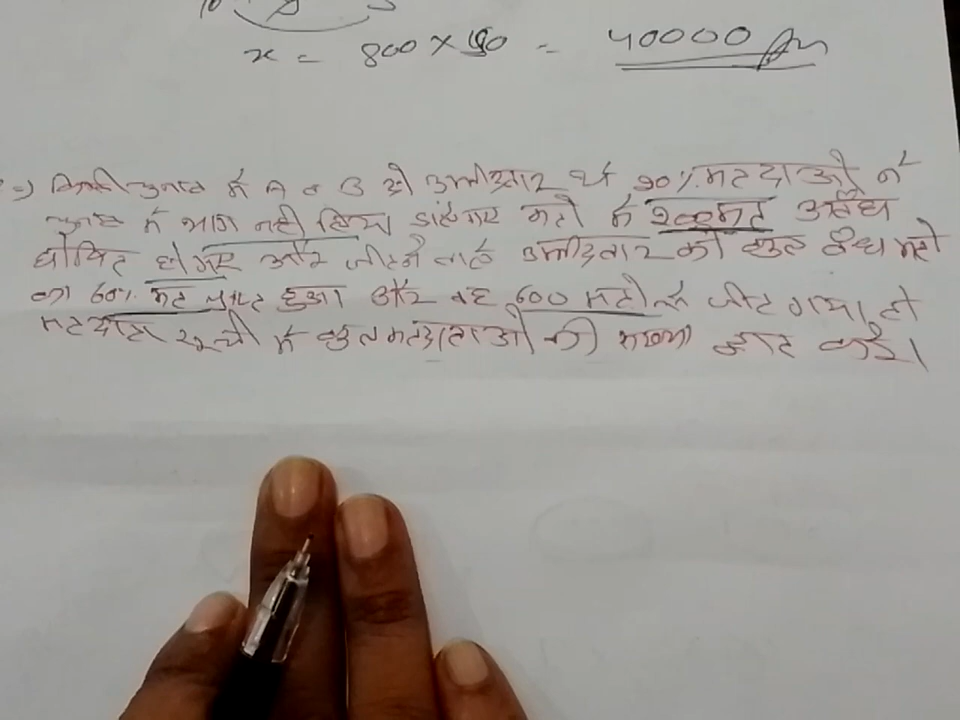 x = 800 × 50 = 40000
=) किसी चुनाव में A व B दो उम्मीदवार थे 20% मतदाताओं ने
चुनाव में भाग नहीं लिया डाले गए मतो में 200 मत अवैध
घोषित हो गए और जीतने वाले उम्मीदवार को कुल वैध मतो
का 60% मत प्राप्त हुआ और वह 600 मतो से जीत गया, तो
मतदाता सूची में कुल मतदाताओ की संख्या ज्ञात करें।